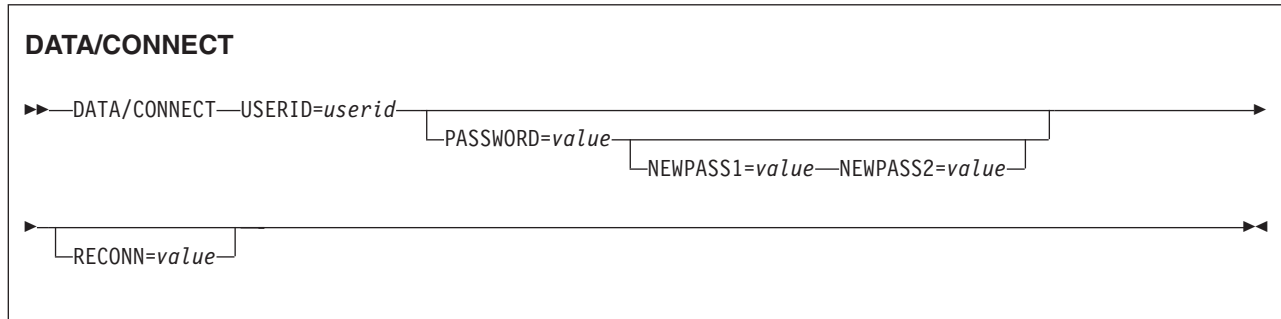 DATA/CONNECT
DATA/CONNECT USERID=userid
PASSWORD=value
NEWPASS1=value NEWPASS2=value
RECONN=value